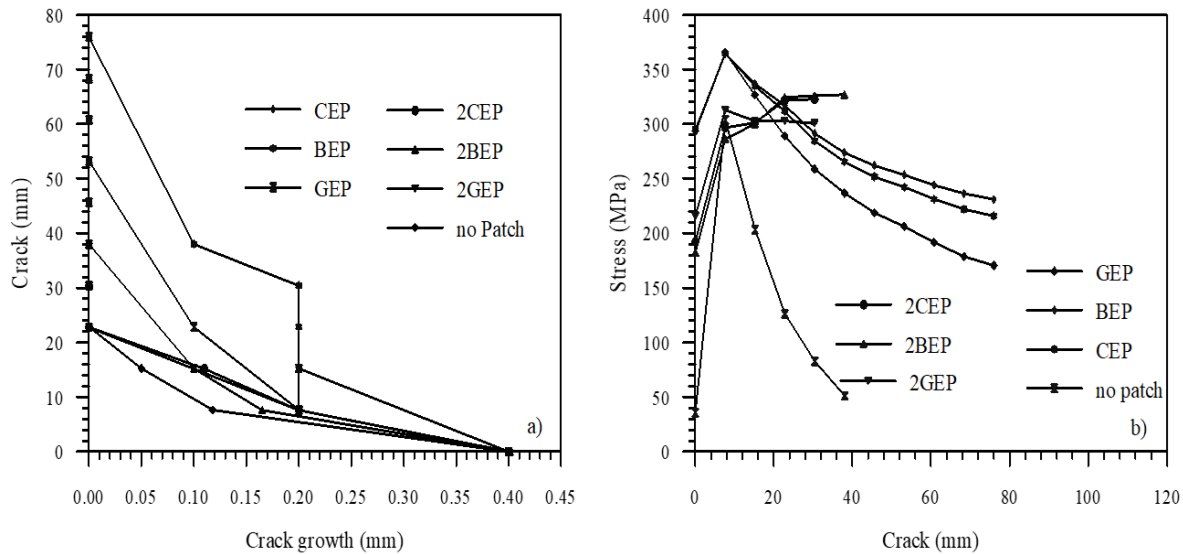 80
70
60
50
40
30
20
10
0
Crack (mm)
CEP
BEP
GEP
2CEP
2BEP
2GEP
no Patch
a)
0.00 0.05 0.10 0.15 0.20 0.25 0.30 0.35 0.40 0.45
Crack growth (mm)
400
350
300
250
200
150
100
50
0
Stress (MPa)
2CEP
2BEP
2GEP
GEP
BEP
CEP
no patch
b)
0 20 40 60 80 100 120
Crack (mm)